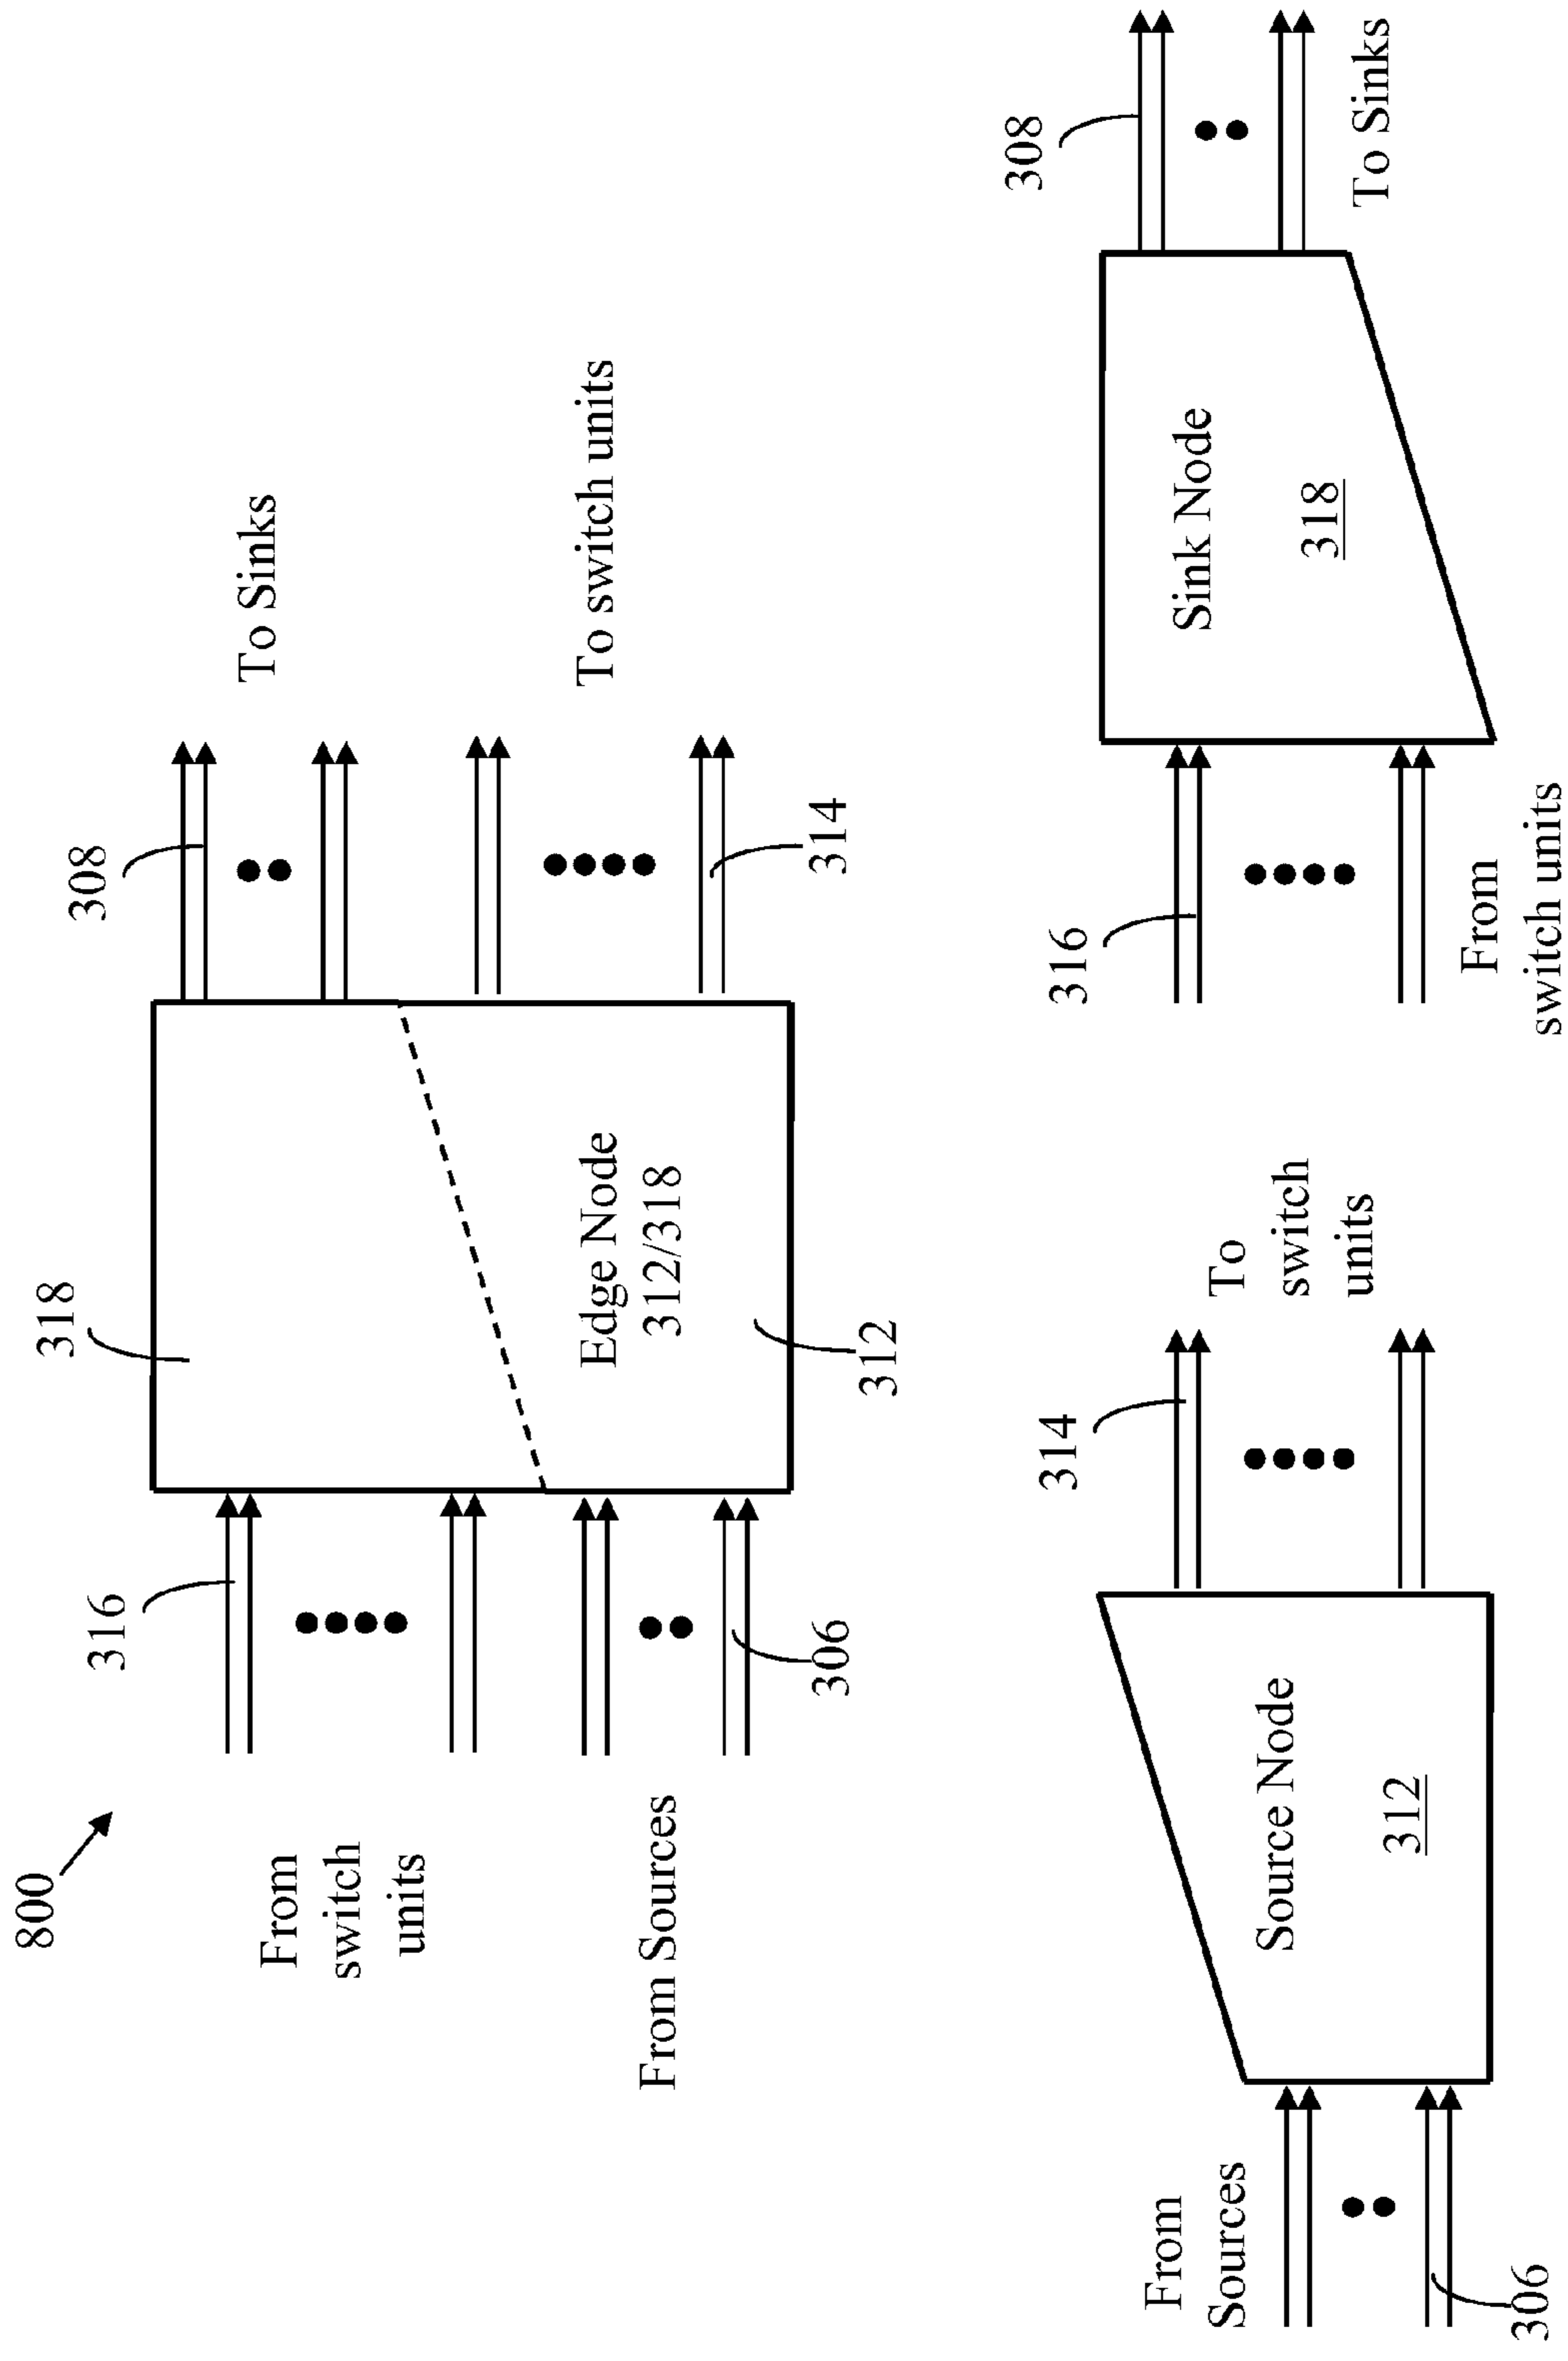 800
318
316
308
From
switch
units
To Sinks
Edge Node
312/318
To switch units
From Sources
306
312
314
From
Sources
306
Source Node
312
314
To
switch
units
316
From
switch units
Sink Node
318
308
To Sinks